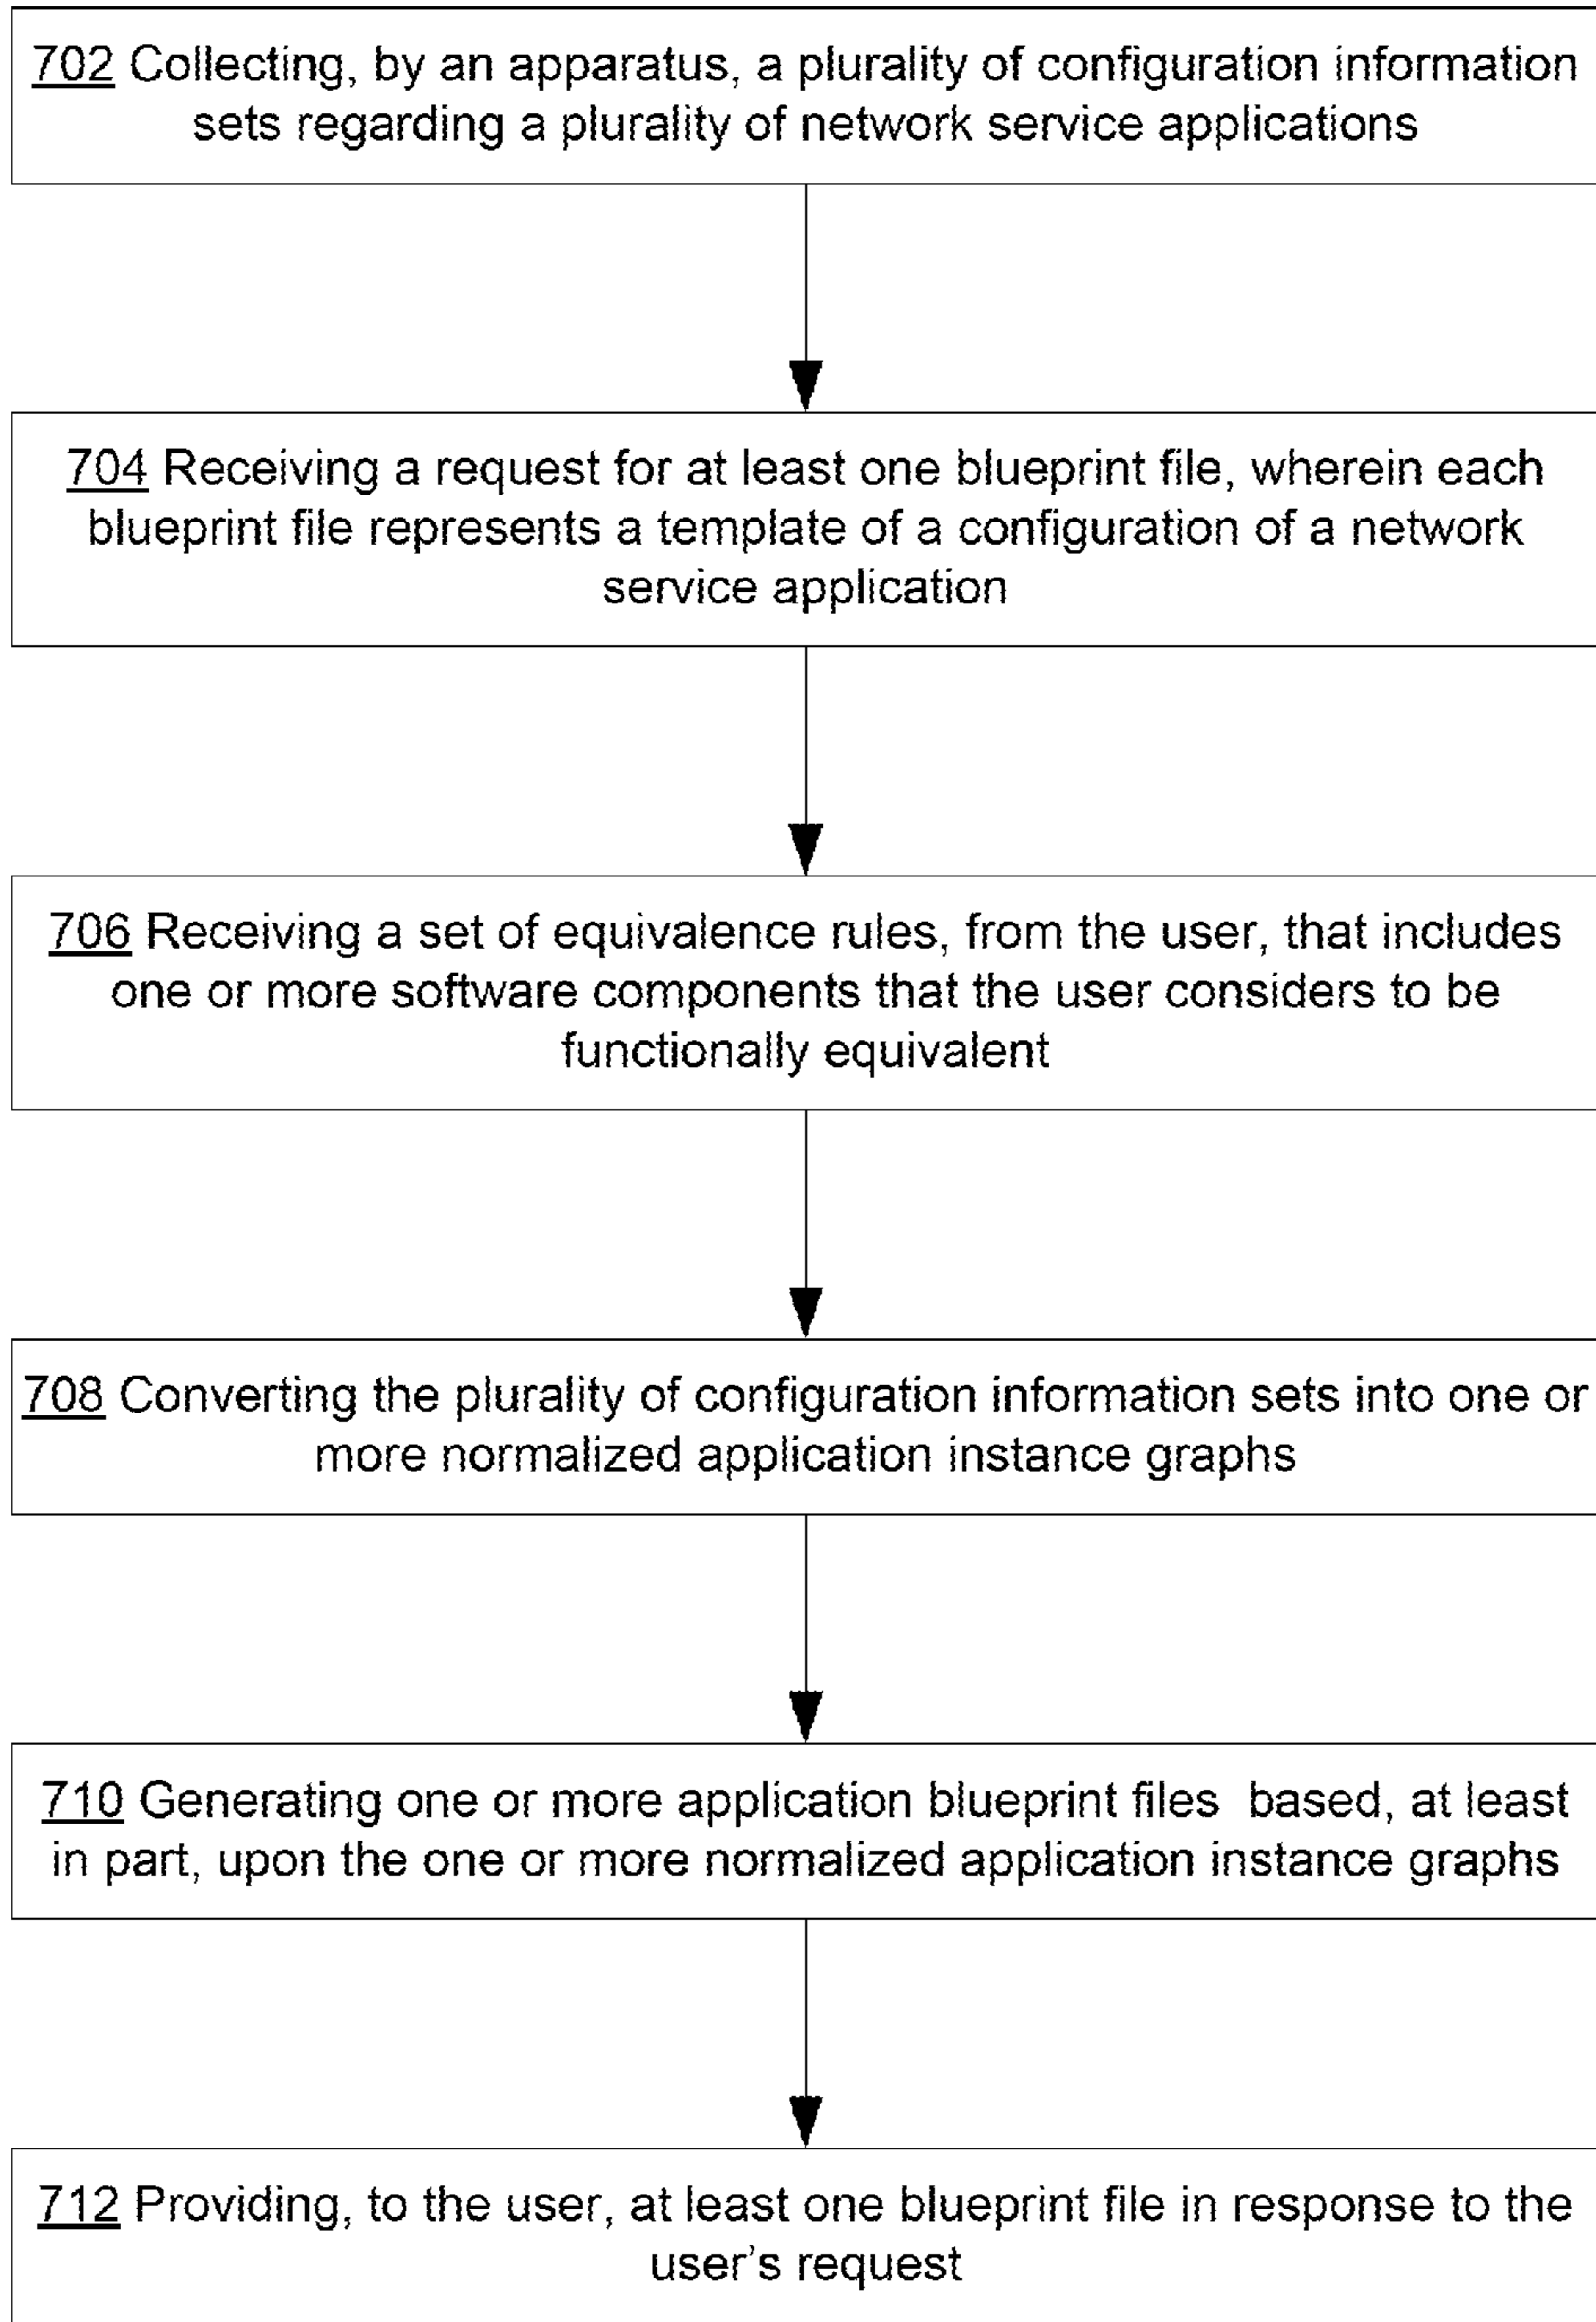 702 Collecting, by an apparatus, a plurality of configuration information
sets regarding a plurality of network service applications
704 Receiving a request for at least one blueprint file, wherein each
blueprint file represents a template of a configuration of a network
service application
706 Receiving a set of equivalence rules, from the user, that includes
one or more software components that the user considers to be
functionally equivalent
708 Converting the plurality of configuration information sets into one or
more normalized application instance graphs
710 Generating one or more application blueprint files based, at least
in part, upon the one or more normalized application instance graphs
712 Providing, to the user, at least one blueprint file in response to the
user's request